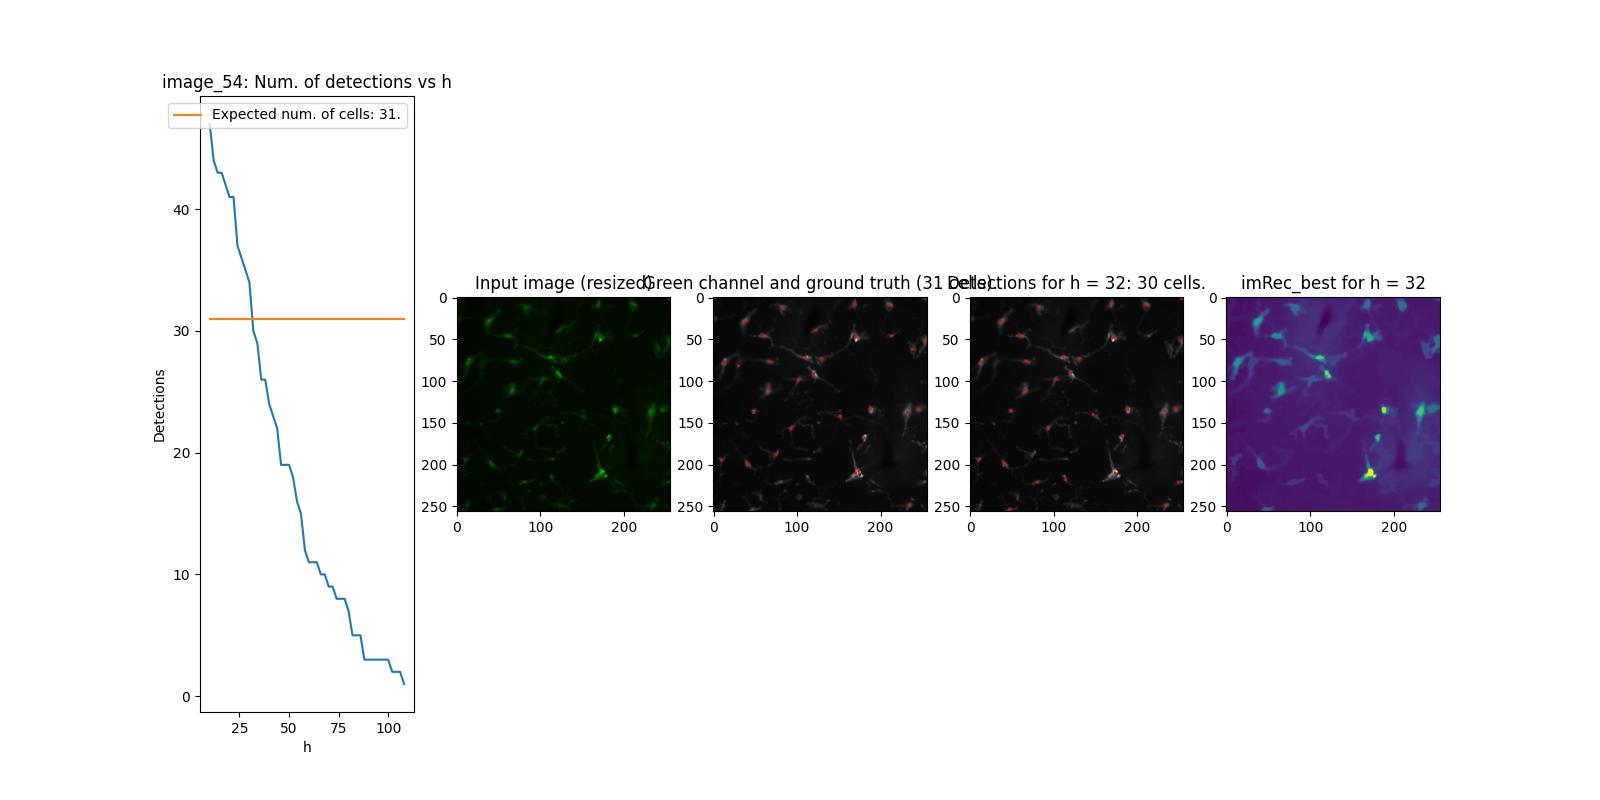 image_54: Num. of detections vs h
Expected num. of cells: 31.
Detections
40
30
20
10
0
25 50 75 100
h
Input image (resized)
0
50
100
150
200
250
0 100 200
Green channel and ground truth (31 cells)
0
50
100
150
200
250
0 100 200
Detections for h = 32: 30 cells.
0
50
100
150
200
250
0 100 200
imRec_best for h = 32
0
50
100
150
200
250
0 100 200